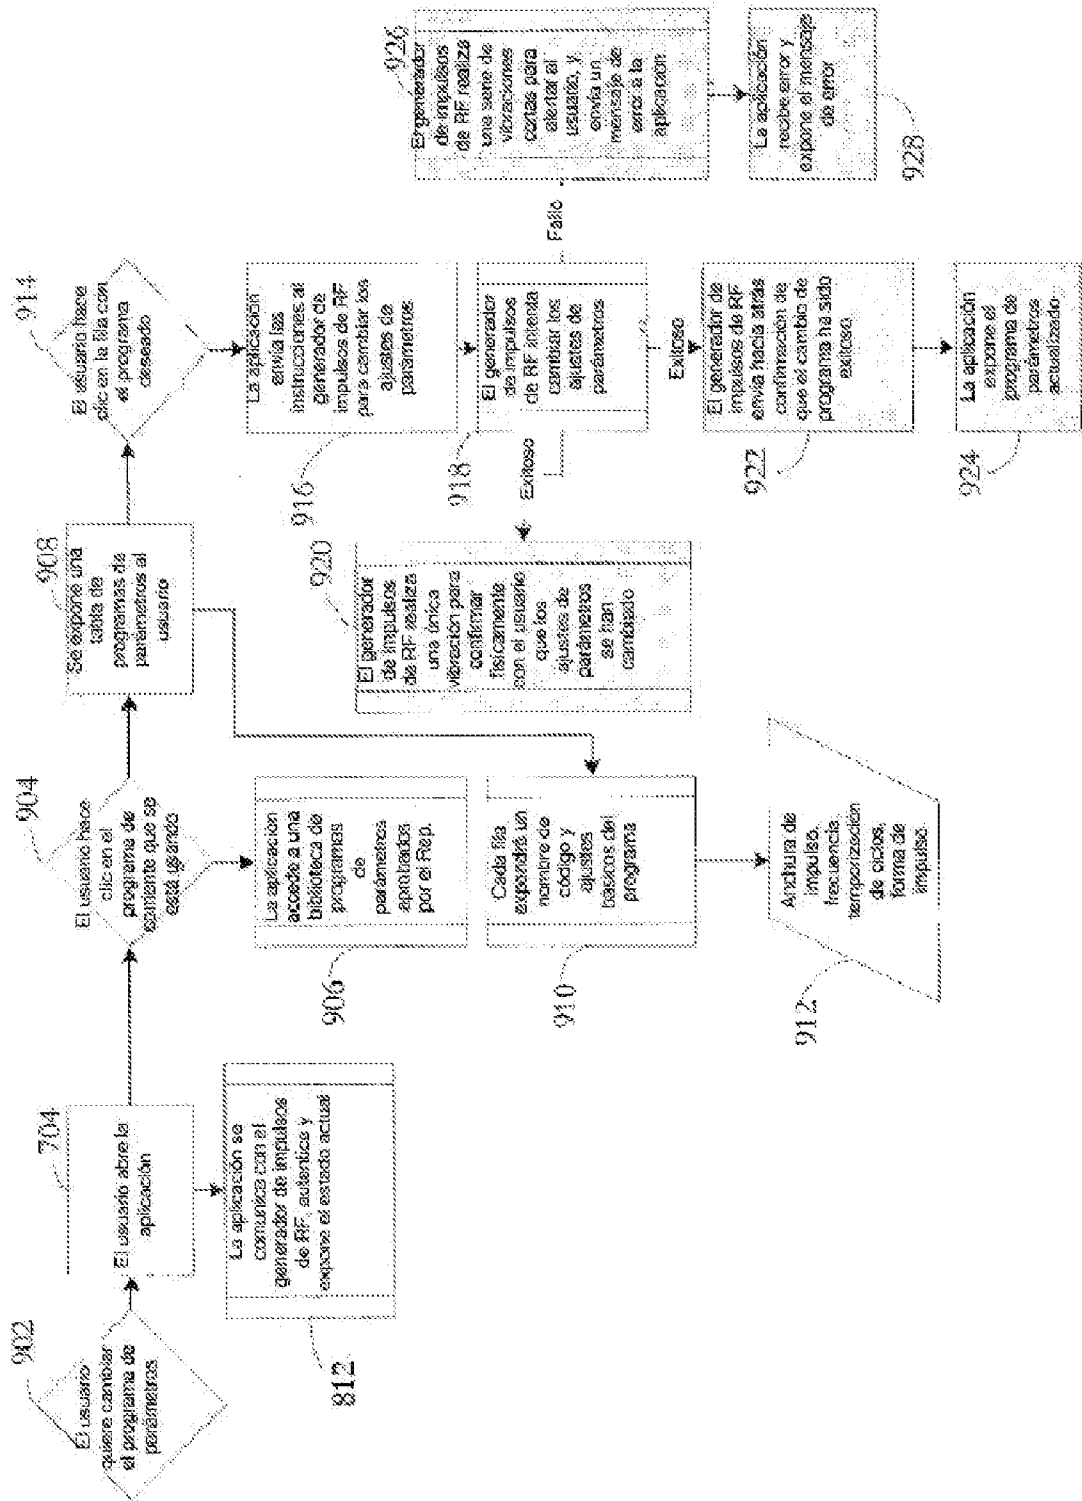 902
El usuario
quiere cambiar
el programa de
parámetros
704
El usuario abre la
aplicación
812
La aplicación se
comunica con el
generador de impulsos
de RF, autentica y
expone el estado actual
904
El usuario hace
clic en el
programa de
paciente que se
está usando
906
La aplicación
accede a una
biblioteca de
programas
de
parámetros
aprobados
por el Rep.
908
Se expone una
tabla de
programas de
parámetros al
usuario
910
Cada fila
expondrá un
nombre de
código y
ajustes
básicos del
programa
912
Anchura de
impulso,
frecuencia,
temporización
de ciclos,
forma de
impulso.
914
El usuario hace
clic en la fila con
el programa
deseado
916
La aplicación
envía las
instrucciones al
generador de
impulsos de RF
para cambiar los
ajustes de
parámetros
918
El generador
de impulsos
de RF intenta
cambiar los
ajustes de
parámetros
Exitoso
920
El generador
de impulsos
de RF realiza
una única
vibración para
confirmar
físicamente
con el usuario
que los
ajustes de
parámetros
se han
cambiado
Exitoso
922
El generador de
impulsos de RF
envía hacia atrás
confirmación de
que el cambio de
programa ha sido
exitoso
924
La aplicación
expone el
programa de
parámetros
actualizado
Fallo
926
El generador
de impulsos
de RF realiza
una serie de
vibraciones
cortas para
alertar al
usuario, y
envía un
mensaje de
error a la
aplicación
928
La aplicación
recibe error y
expone el mensaje
de error